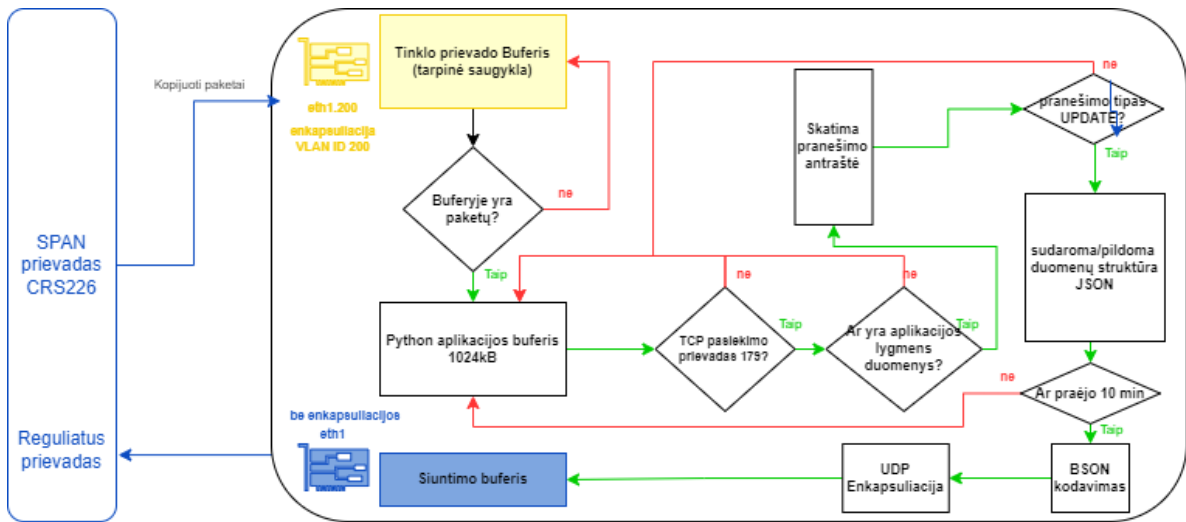 Kopijuoti paketai
SPAN
prievadas
CRS226
Reguliatus
prievadas
eth1.200
enkapsuliacija
VLAN ID 200
Tinklo prievado Buferis
(tarpinė saugykla)
Buferyje yra
paketų?
ne
Taip
Python aplikacijos buferis
1024kB
TCP pasiekimo
prievadas 179?
ne
Taip
Ar yra aplikacijos
lygmens
duomenys?
ne
Taip
Skatima
pranešimo
antraštė
ne
pranešimo tipas
UPDATE?
Taip
sudaroma/pildoma
duomenų struktūra
JSON
ne
Ar praėjo 10 min
Taip
BSON
kodavimas
UDP
Enkapsuliacija
Siuntimo buferis
be enkapsuliacijos
eth1